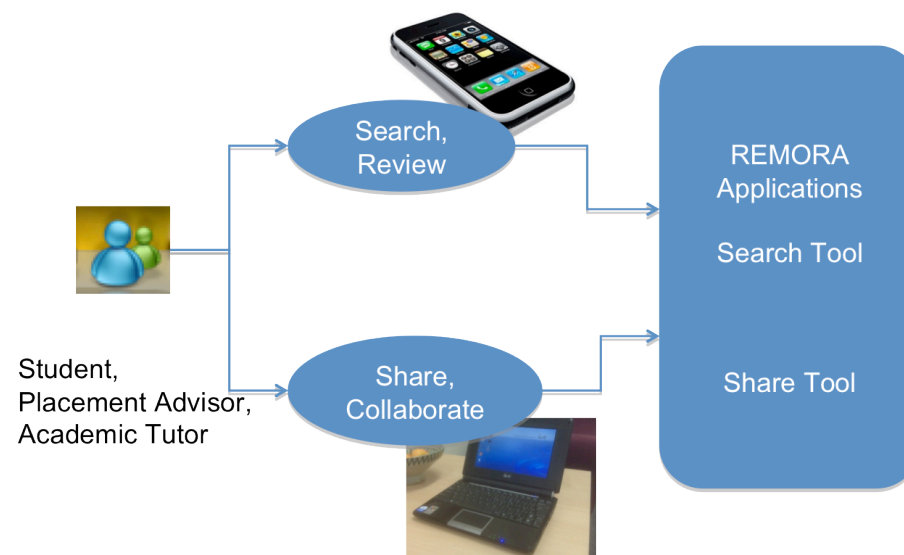 Search,
Review
REMORA
Applications
Search Tool
Student,
Placement Advisor,
Academic Tutor
Share,
Collaborate
Share Tool